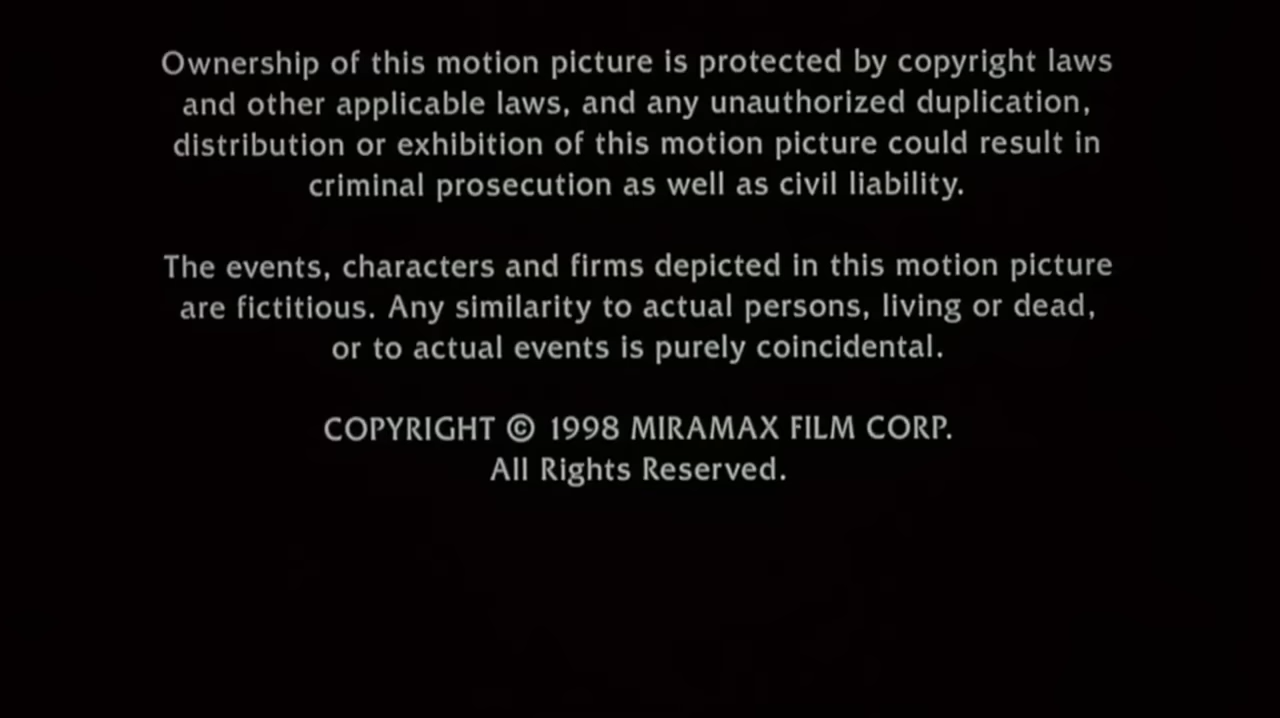 Ownership of this motion picture is protected by copyright laws
and other applicable laws, and any unauthorized duplication,
distribution or exhibition of this motion picture could result in
criminal prosecution as well as civil liability.
The events, characters and firms depicted in this motion picture
are fictitious. Any similarity to actual persons, living or dead,
or to actual events is purely coincidental.
COPYRIGHT © 1998 MIRAMAX FILM CORP.
All Rights Reserved.